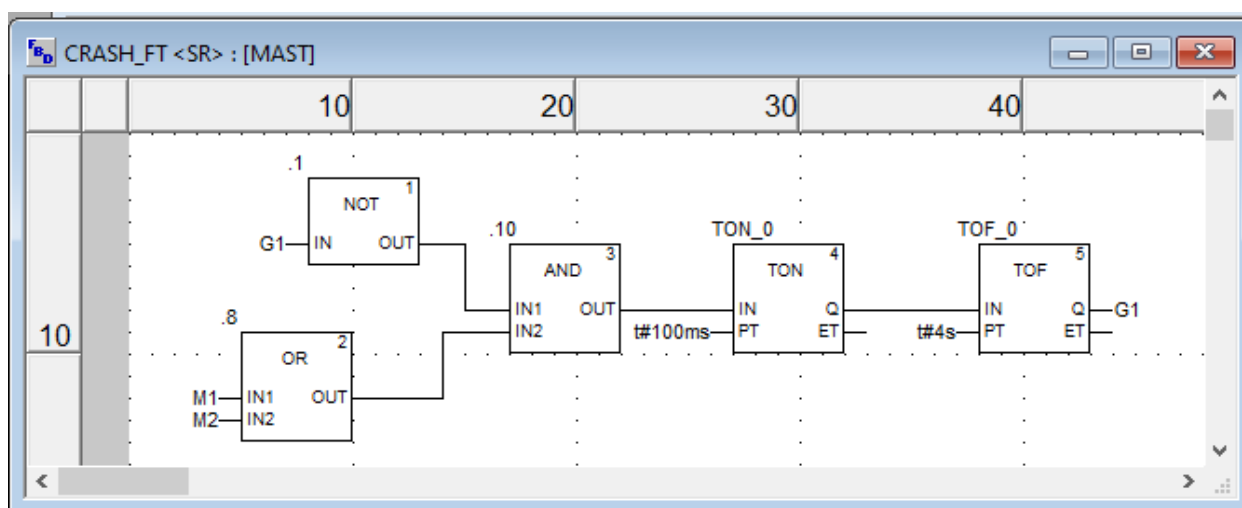 FBD CRASH_FT <SR> : [MAST]
10 20 30 40
.1
1
NOT
G1 IN OUT
.10 TON_0 TOF_0
3 4 5
AND TON TOF
IN1 OUT IN Q IN Q G1
IN2 t#100ms PT ET t#4s PT ET
10
.8
2
OR
M1 IN1 OUT
M2 IN2